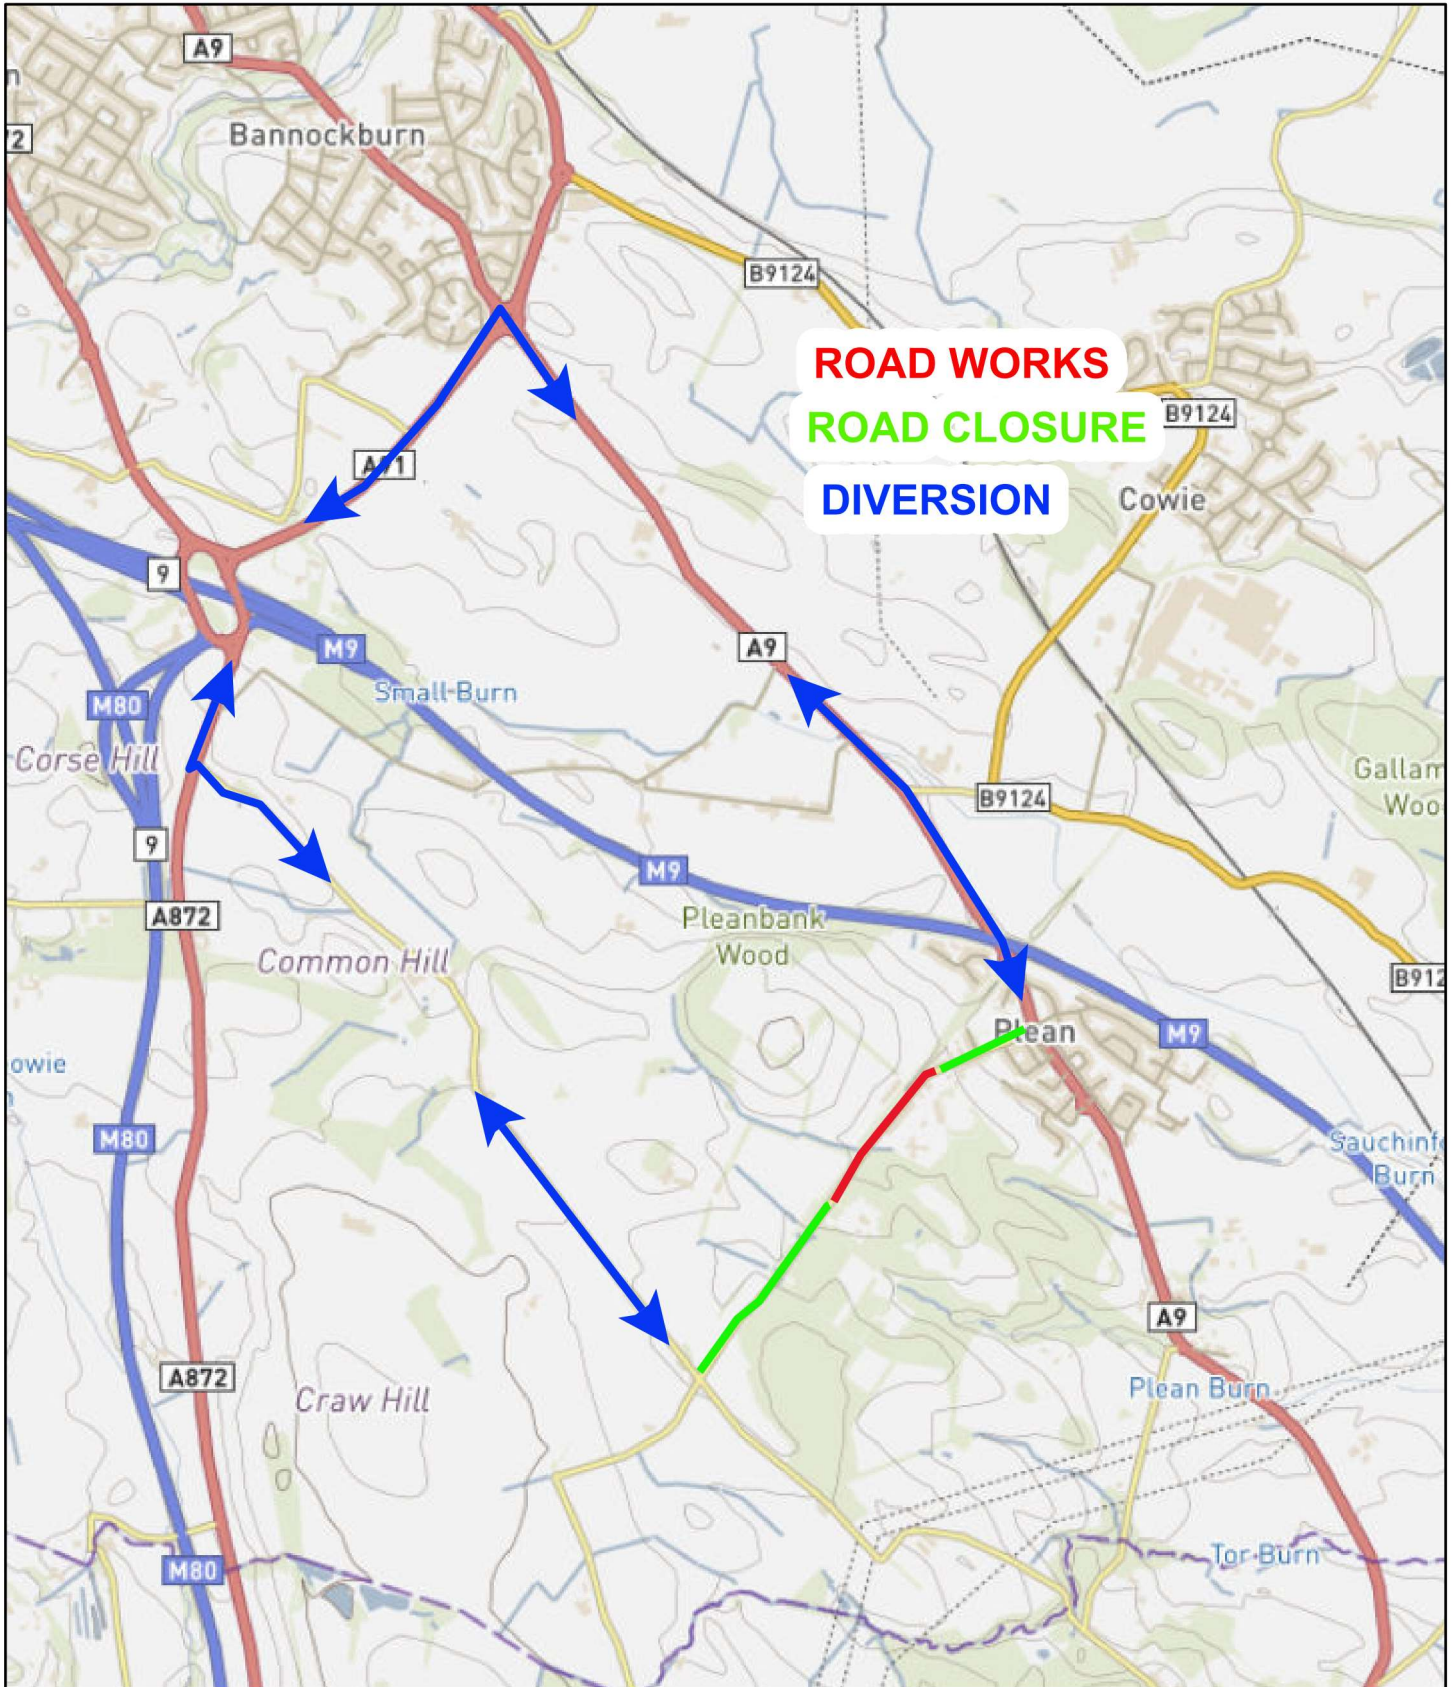 A9
n
Bannockburn
72
B9124
ROAD WORKS
ROAD CLOSURE
B9124
A91
DIVERSION
Cowie
9
A9
M9
Small Burn
M80
Corse Hill
Gallam
Woo
B9124
9
M9
A872
Pleanbank
Wood
Common Hill
B912
Plean
M9
owie
M80
Sauchinf
Burn
A9
A872
Craw Hill
Plean Burn
Tor Burn
M80